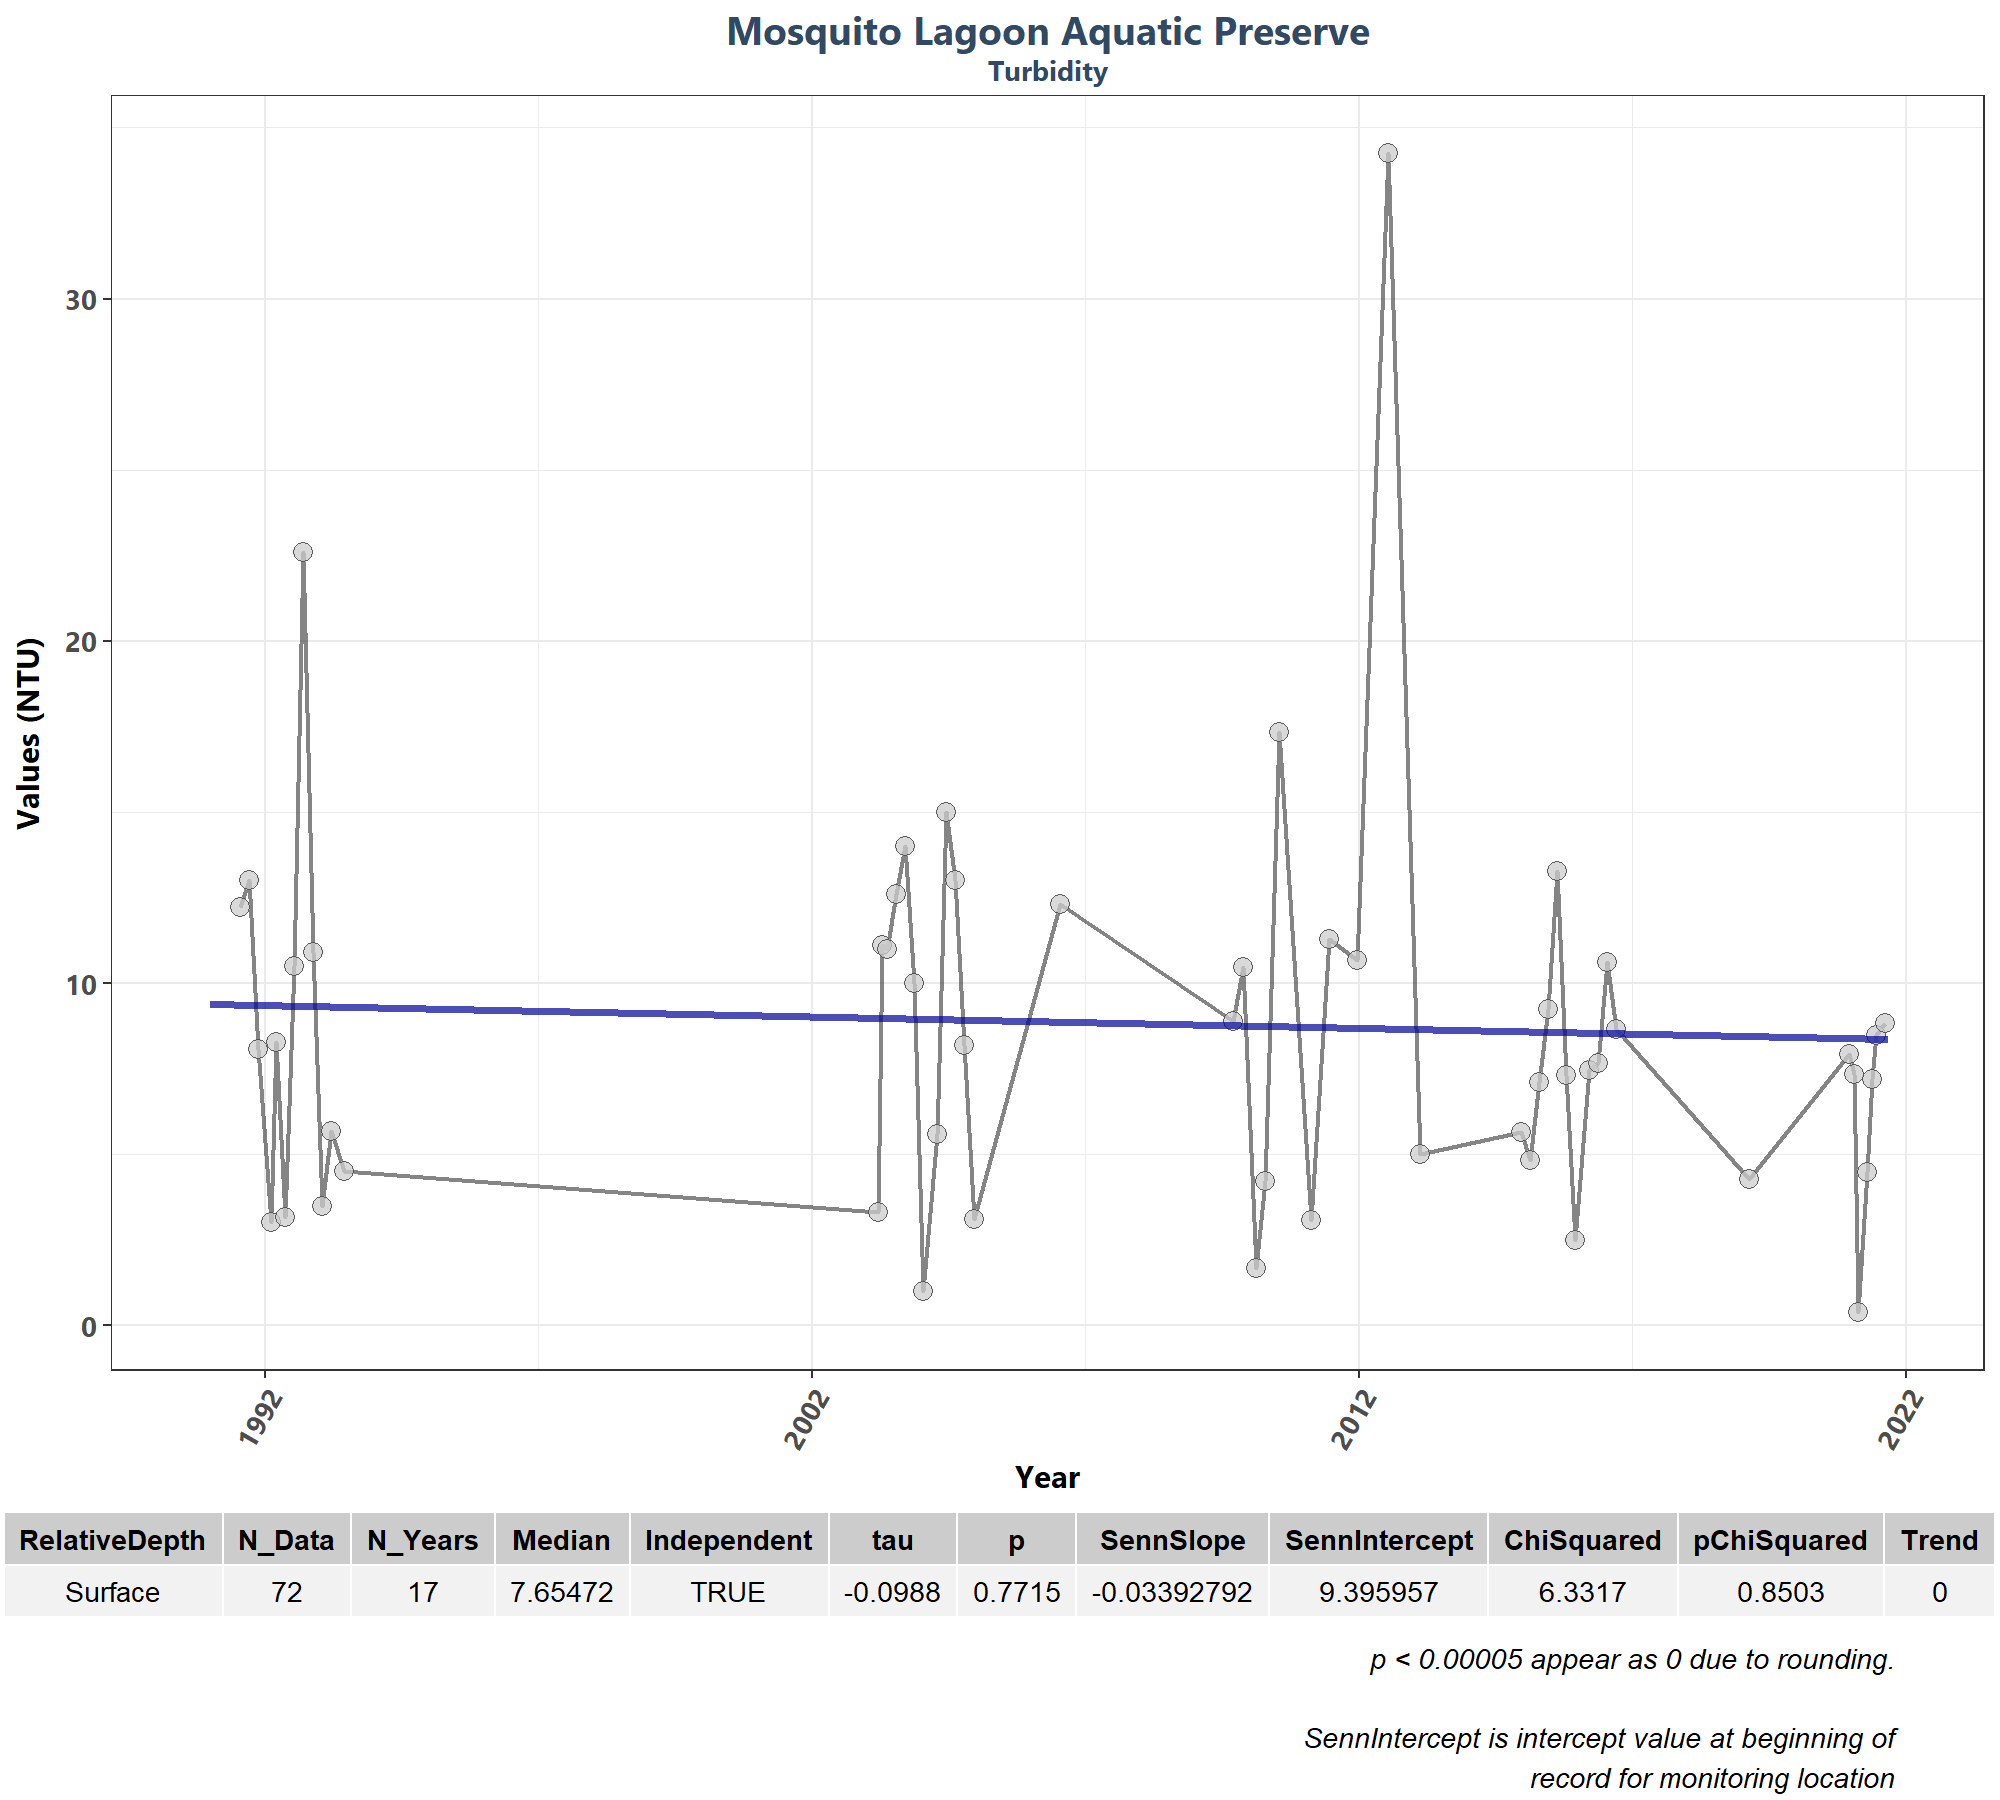 Mosquito Lagoon Aquatic Preserve
Turbidity
Values (NTU)
30
20
10
0
1992 2002 2012 2022
Year
RelativeDepth N_Data N_Years Median Independent tau p SennSlope SennIntercept ChiSquared pChiSquared Trend
Surface 72 17 7.65472 TRUE -0.0988 0.7715 -0.03392792 9.395957 6.3317 0.8503 0
p < 0.00005 appear as 0 due to rounding.
SennIntercept is intercept value at beginning of
record for monitoring location